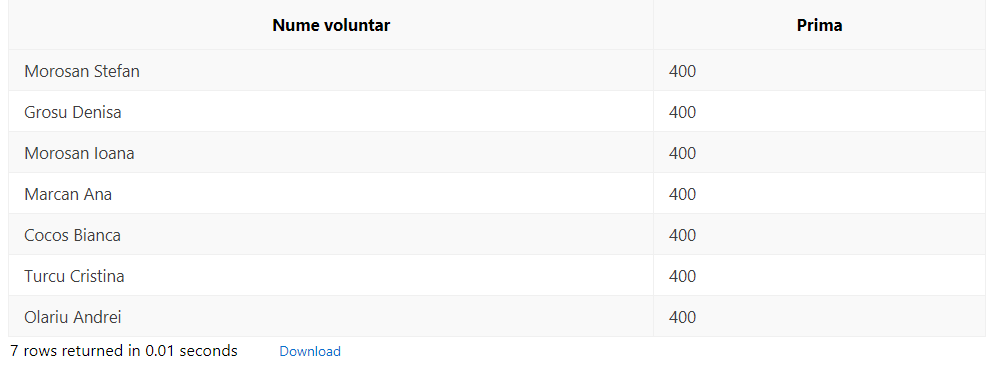 Nume voluntar Prima
Morosan Stefan 400
Grosu Denisa 400
Morosan Ioana 400
Marcan Ana 400
Cocos Bianca 400
Turcu Cristina 400
Olariu Andrei 400
7 rows returned in 0.01 seconds Download